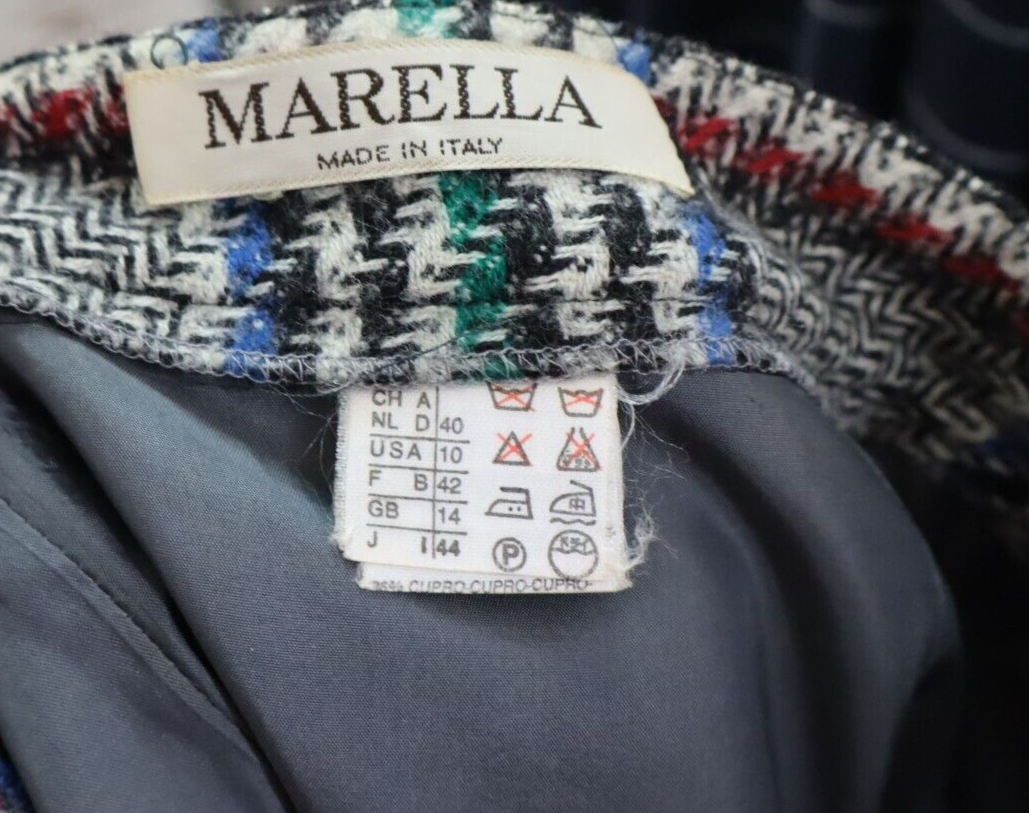 MARELLA
MADE IN ITALY
CH A
NL D 40
USA 10
F B 42
GB 14
J I 44
P
CUPRO-CUPRO-CUPRO-